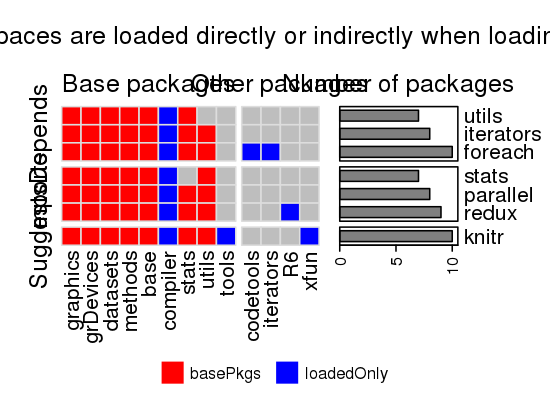 paces are loaded directly or indirectly when loadin
Base packages
Other packages
Number of packages
Depends
Imports
Suggests
utils
iterators
foreach
stats
parallel
redux
knitr
graphics
grDevices
datasets
methods
base
compiler
stats
utils
tools
codetools
iterators
R6
xfun
0
5
10
basePkgs
loadedOnly